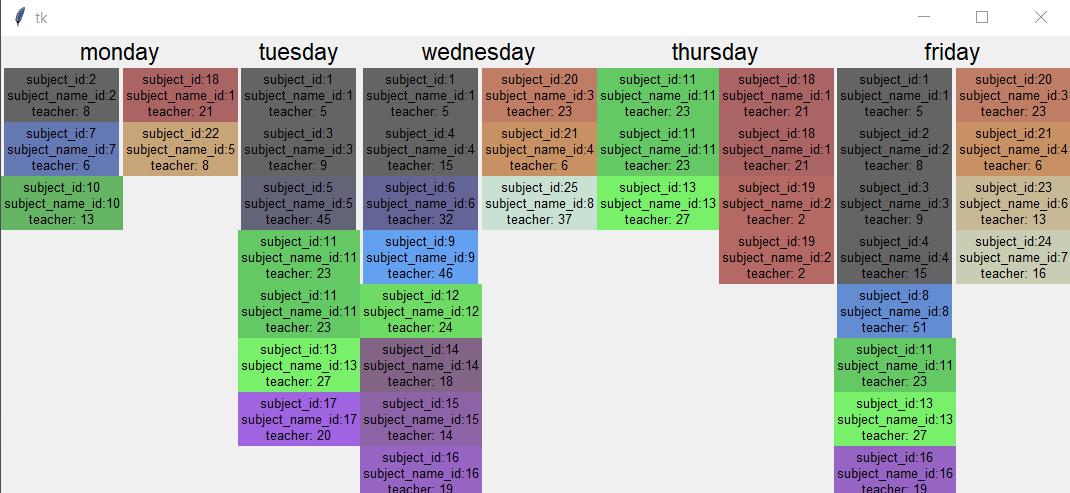 tk
monday
tuesday
wednesday
thursday
friday
subject_id:2
subject_name_id:2
teacher: 8
subject_id:7
subject_name_id:7
teacher: 6
subject_id:10
subject_name_id:10
teacher: 13
subject_id:18
subject_name_id:1
teacher: 21
subject_id:22
subject_name_id:5
teacher: 8
subject_id:1
subject_name_id:1
teacher: 5
subject_id:3
subject_name_id:3
teacher: 9
subject_id:5
subject_name_id:5
teacher: 45
subject_id:11
subject_name_id:11
teacher: 23
subject_id:11
subject_name_id:11
teacher: 23
subject_id:13
subject_name_id:13
teacher: 27
subject_id:17
subject_name_id:17
teacher: 20
subject_id:1
subject_name_id:1
teacher: 5
subject_id:4
subject_name_id:4
teacher: 15
subject_id:6
subject_name_id:6
teacher: 32
subject_id:9
subject_name_id:9
teacher: 46
subject_id:12
subject_name_id:12
teacher: 24
subject_id:14
subject_name_id:14
teacher: 18
subject_id:15
subject_name_id:15
teacher: 14
subject_id:16
subject_name_id:16
teacher: 19
subject_id:20
subject_name_id:3
teacher: 23
subject_id:21
subject_name_id:4
teacher: 6
subject_id:25
subject_name_id:8
teacher: 37
subject_id:11
subject_name_id:11
teacher: 23
subject_id:11
subject_name_id:11
teacher: 23
subject_id:13
subject_name_id:13
teacher: 27
subject_id:18
subject_name_id:1
teacher: 21
subject_id:18
subject_name_id:1
teacher: 21
subject_id:19
subject_name_id:2
teacher: 2
subject_id:19
subject_name_id:2
teacher: 2
subject_id:1
subject_name_id:1
teacher: 5
subject_id:2
subject_name_id:2
teacher: 8
subject_id:3
subject_name_id:3
teacher: 9
subject_id:4
subject_name_id:4
teacher: 15
subject_id:8
subject_name_id:8
teacher: 51
subject_id:11
subject_name_id:11
teacher: 23
subject_id:13
subject_name_id:13
teacher: 27
subject_id:16
subject_name_id:16
teacher: 19
subject_id:20
subject_name_id:3
teacher: 23
subject_id:21
subject_name_id:4
teacher: 6
subject_id:23
subject_name_id:6
teacher: 13
subject_id:24
subject_name_id:7
teacher: 16